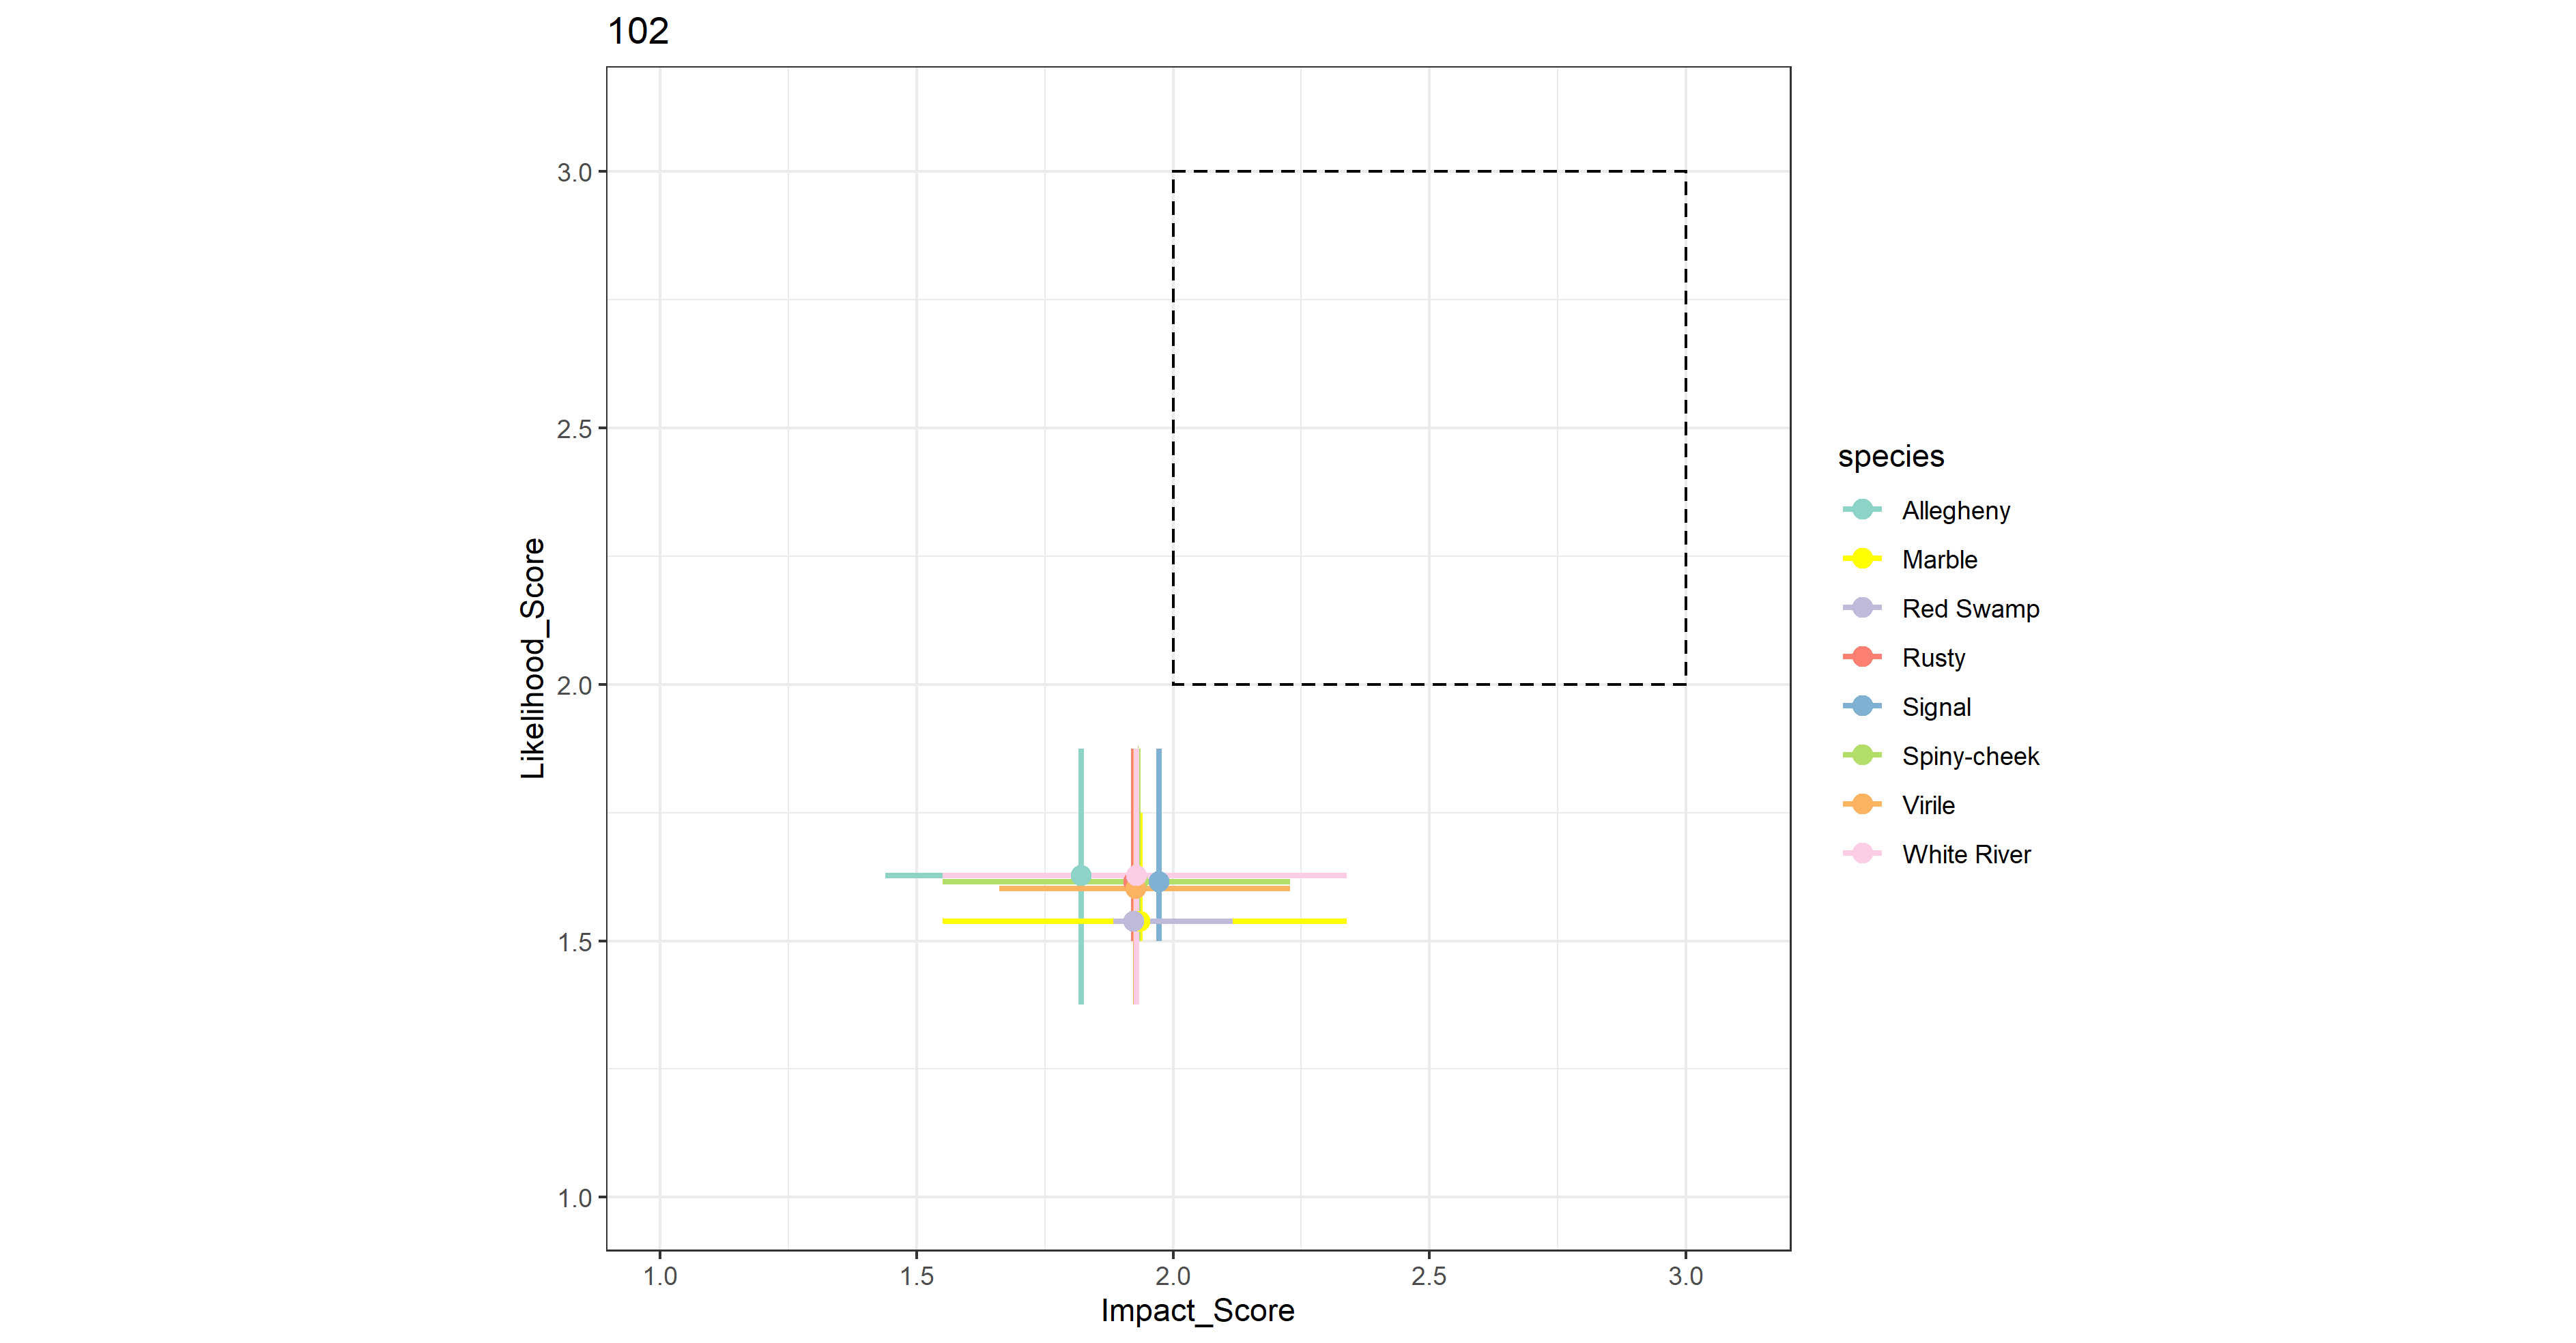 102
3.0
2.5
2.0
1.5
1.0
Likelihood_Score
1.0 1.5 2.0 2.5 3.0
Impact_Score
species
Allegheny
Marble
Red Swamp
Rusty
Signal
Spiny-cheek
Virile
White River